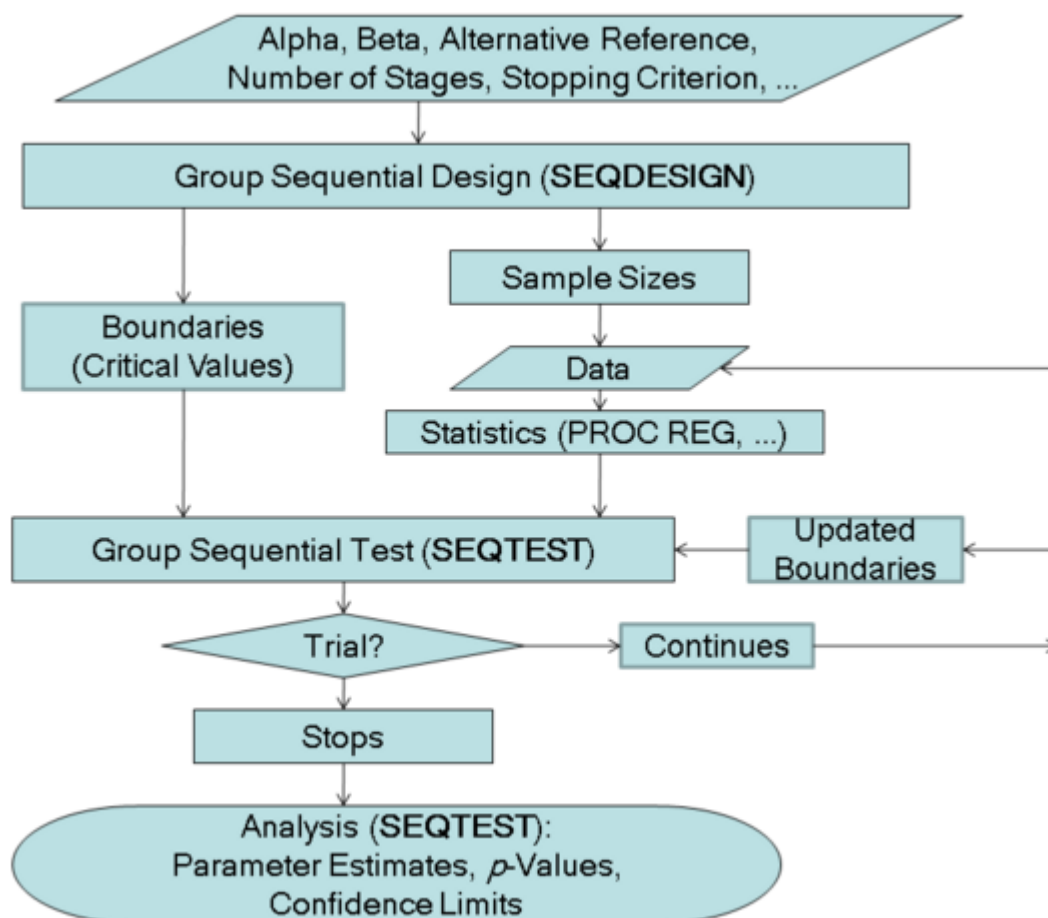 Alpha, Beta, Alternative Reference,
Number of Stages, Stopping Criterion, ...
Group Sequential Design (SEQDESIGN)
Sample Sizes
Boundaries
(Critical Values)
Data
Statistics (PROC REG, ...)
Group Sequential Test (SEQTEST)
Updated
Boundaries
Trial?
Continues
Stops
Analysis (SEQTEST):
Parameter Estimates, p-Values,
Confidence Limits